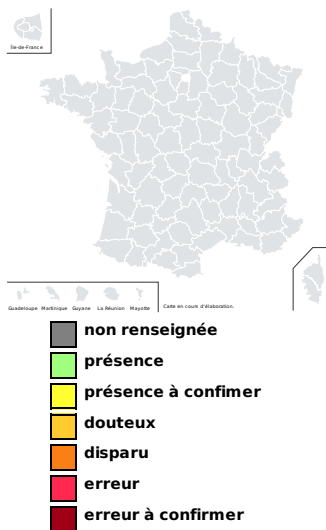 Île-de-France
Guadeloupe Martinique Guyane La Réunion Mayotte
Carte en cours d'élaboration.
non renseignée
présence
présence à confimer
douteux
disparu
erreur
erreur à confirmer